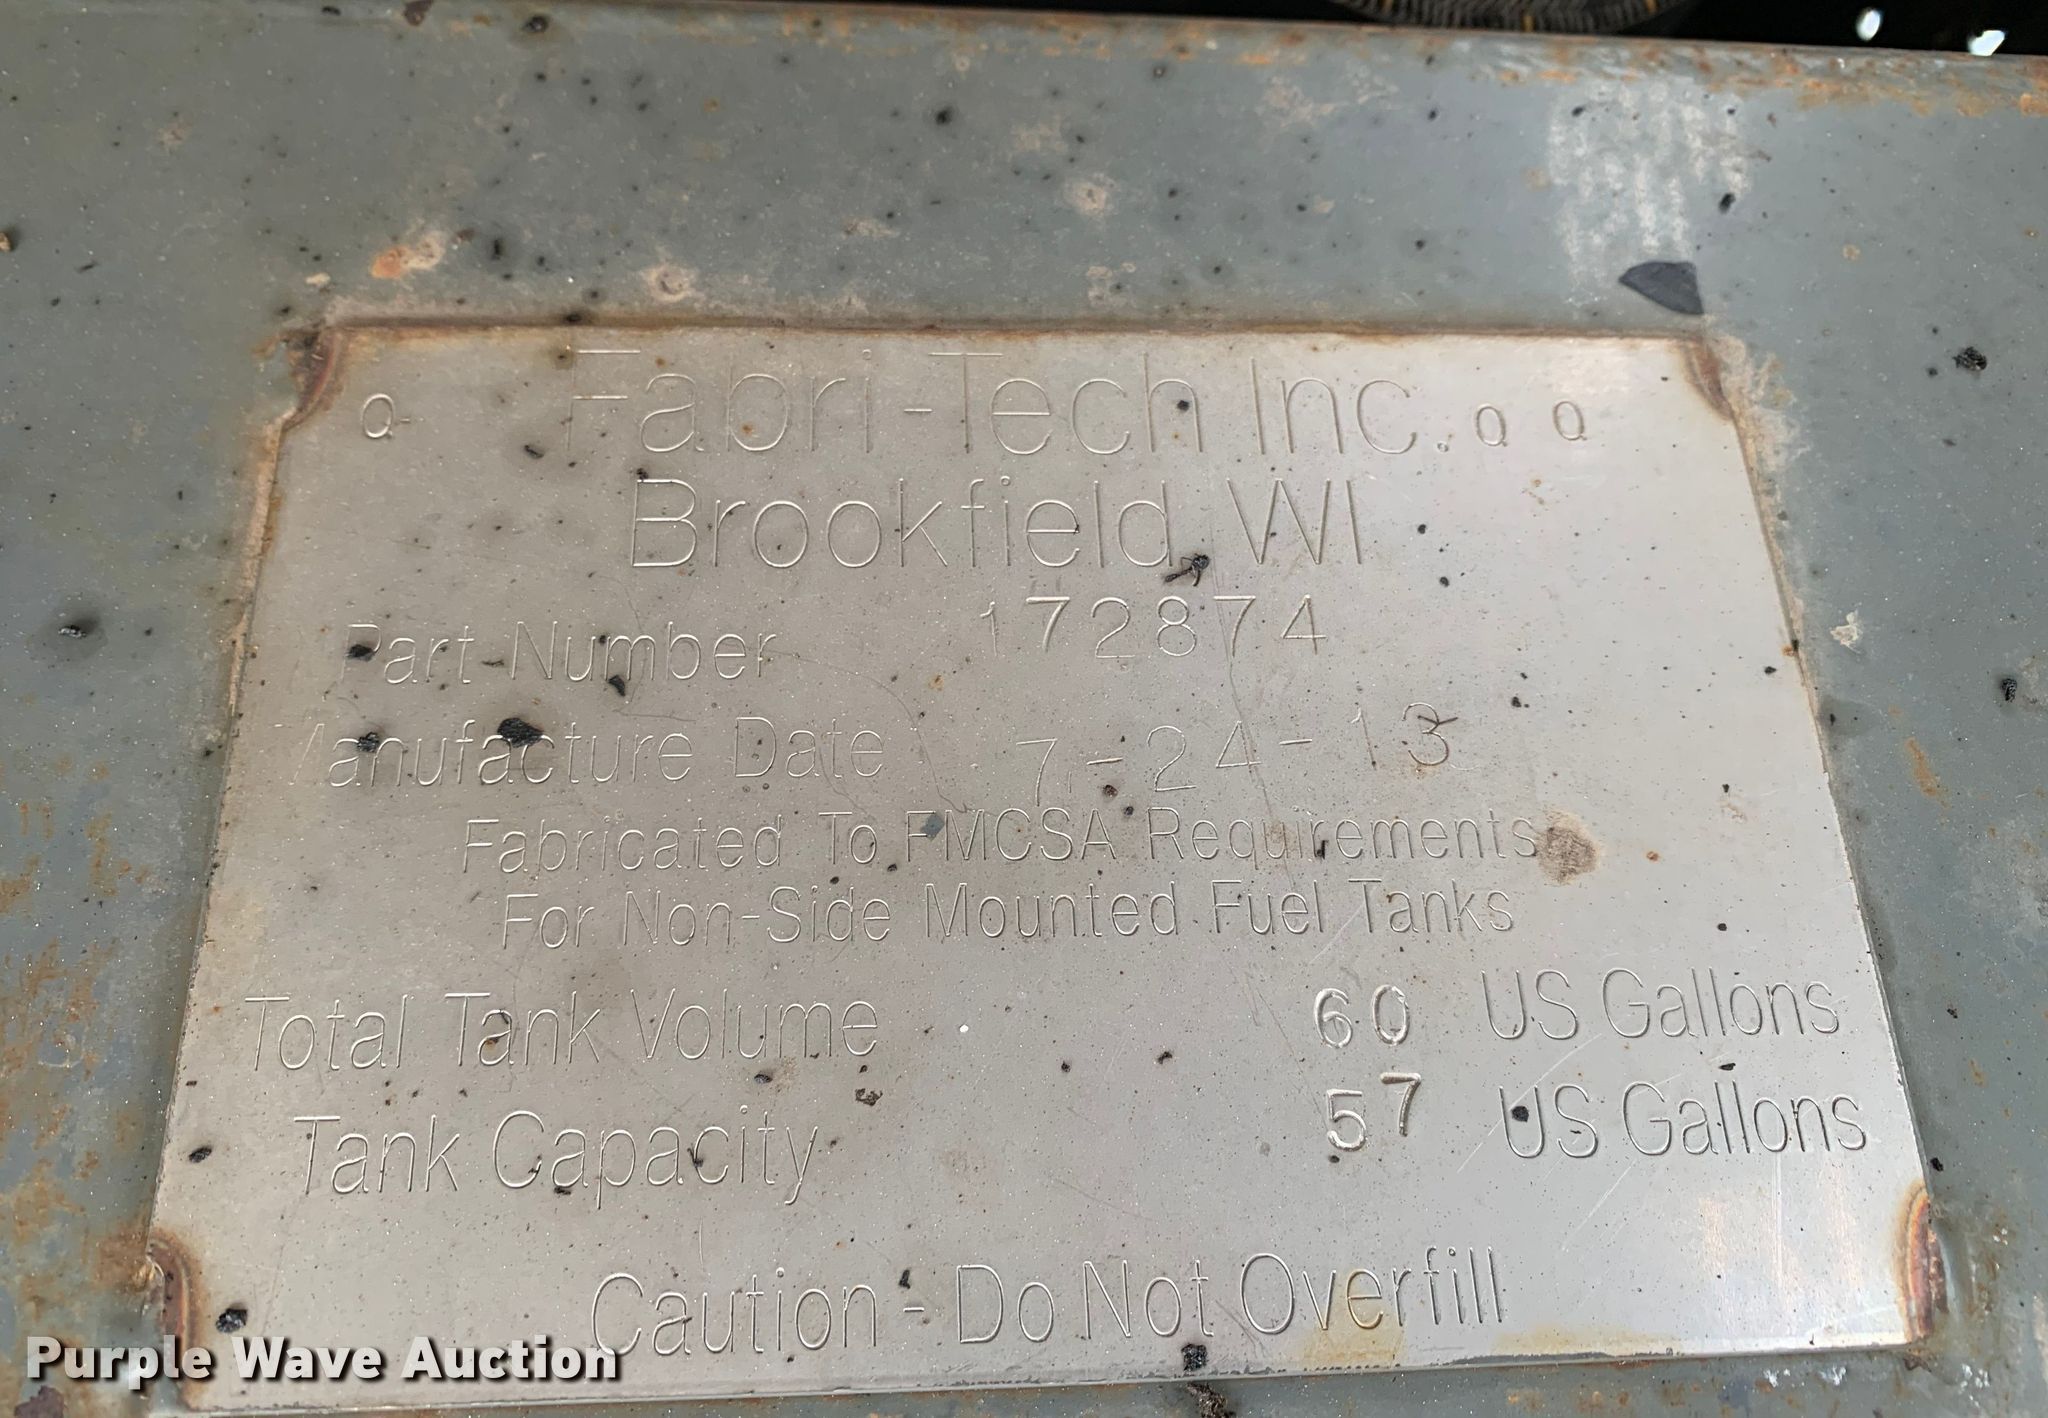 Q- Fabri-Tech Inc. Q Q
Brookfield, WI
Part Number 172874
Manufacture Date 7-24-13
Fabricated To FMCSA Requirements
For Non-Side Mounted Fuel Tanks
Total Tank Volume 60 US Gallons
Tank Capacity 57 US Gallons
Caution - Do Not Overfill
Purple Wave Auction